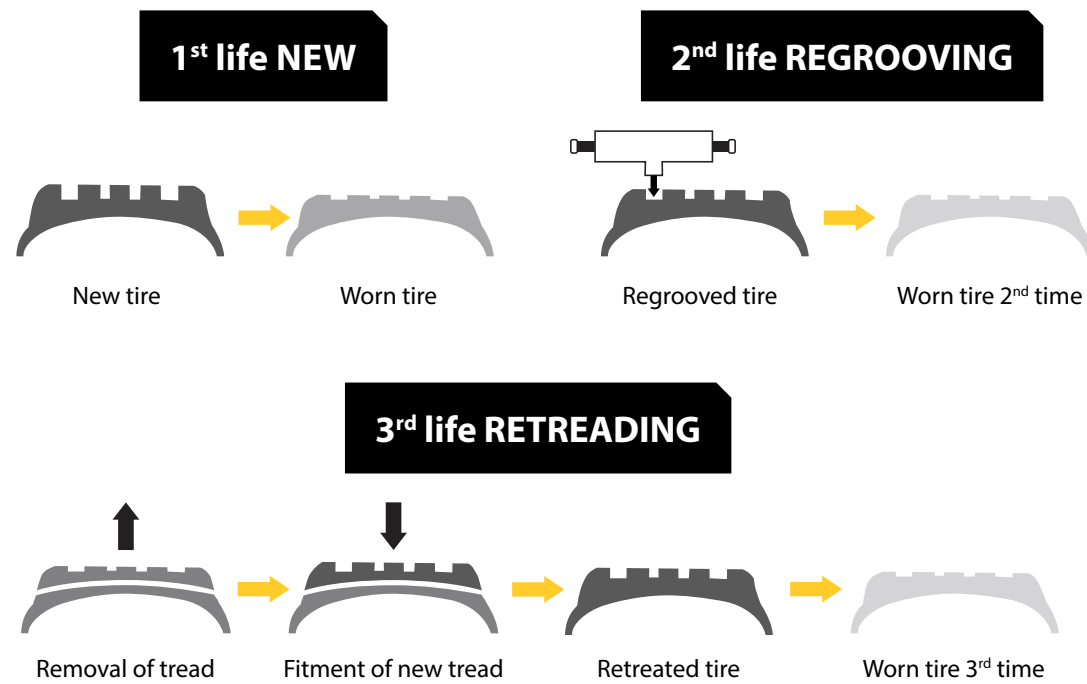 1st life NEW
2nd life REGROOVING
New tire
Worn tire
Regrooved tire
Worn tire 2nd time
3rd life RETREADING
Removal of tread
Fitment of new tread
Retreated tire
Worn tire 3rd time